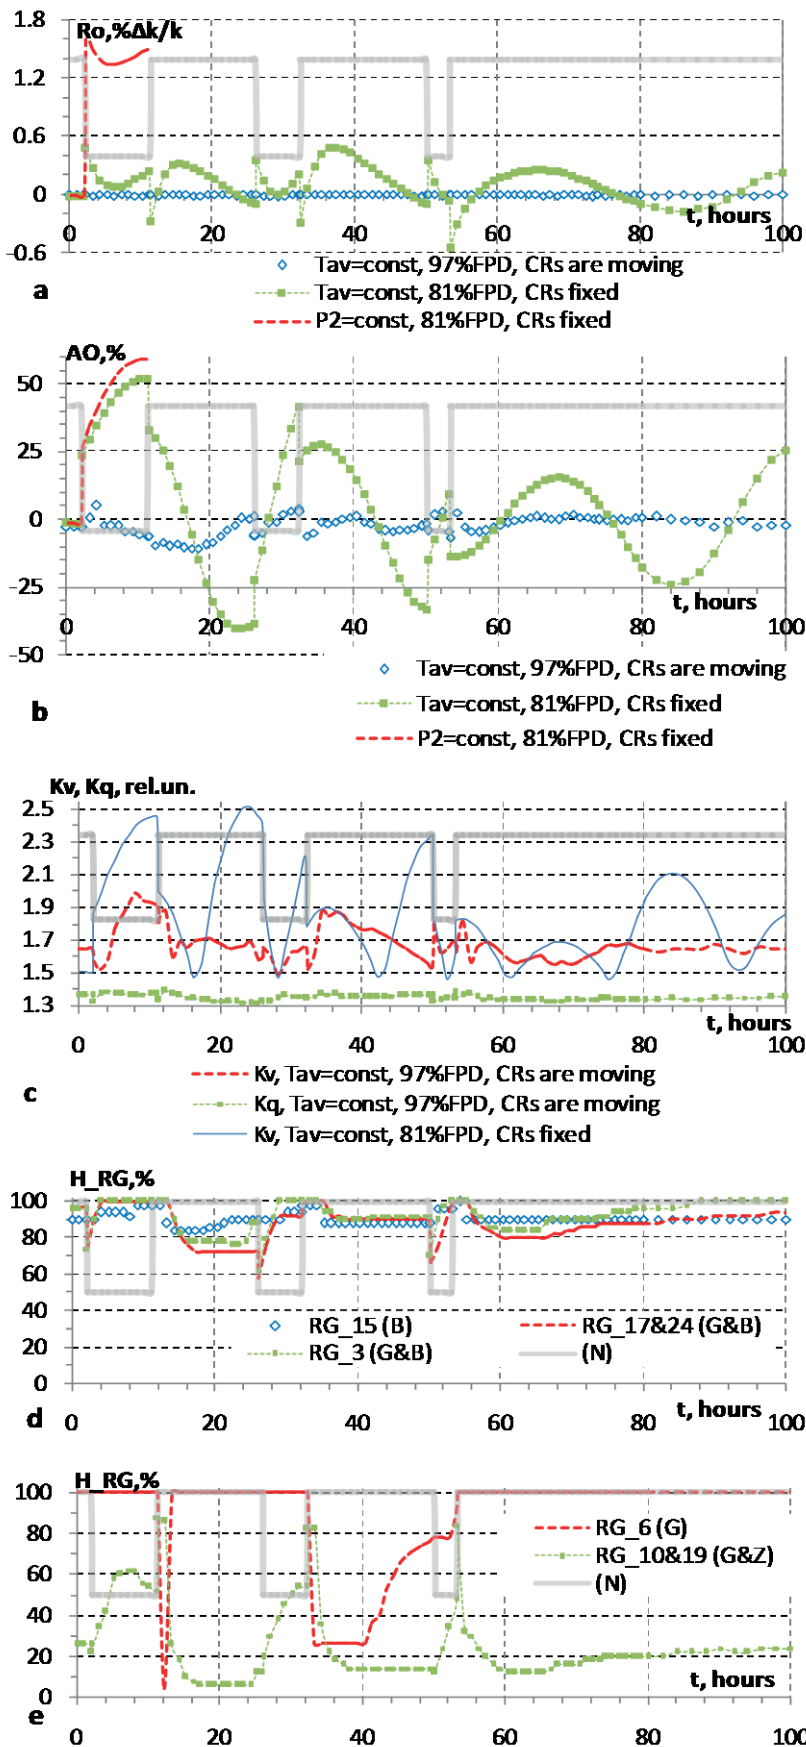 Ro,%Δk/k
1.8
1.2
0.6
0
-0.6
0 20 40 60 80 100
t, hours
Tav=const, 97%FPD, CRs are moving
Tav=const, 81%FPD, CRs fixed
P2=const, 81%FPD, CRs fixed
a
AO,%
50
25
0
-25
-50
t, hours
0 20 40 60 80 100
Tav=const, 97%FPD, CRs are moving
Tav=const, 81%FPD, CRs fixed
P2=const, 81%FPD, CRs fixed
b
Kv, Kq, rel.un.
2.5
2.3
2.1
1.9
1.7
1.5
1.3
t, hours
0 20 40 60 80 100
Kv, Tav=const, 97%FPD, CRs are moving
Kq, Tav=const, 97%FPD, CRs are moving
Kv, Tav=const, 81%FPD, CRs fixed
c
H_RG,%
100
80
60
40
20
0
RG_15 (B)
RG_17&24 (G&B)
RG_3 (G&B)
(N)
t, hours
0 20 40 60 80 100
d
H_RG,%
100
80
60
40
20
0
RG_6 (G)
RG_10&19 (G&Z)
(N)
t, hours
0 20 40 60 80 100
e